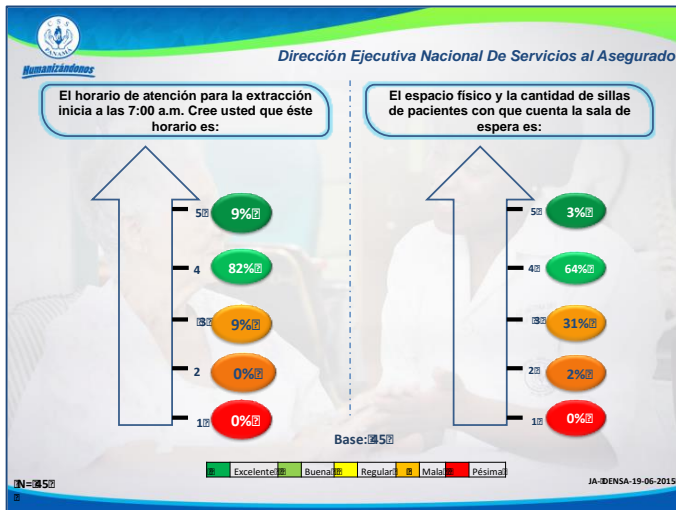 CSS
PANAMÁ
Humanizándonos
Dirección Ejecutiva Nacional De Servicios al Asegurado
El horario de atención para la extracción
inicia a las 7:00 a.m. Cree usted que éste
horario es:
5 9%
4 82%
3 9%
2 0%
1 0%
El espacio físico y la cantidad de sillas
de pacientes con que cuenta la sala de
espera es:
5 3%
4 64%
3 31%
2 2%
1 0%
Base: 45
Excelente Buena Regular Mala Pésima
N= 45
JA-DENSA-19-06-2015